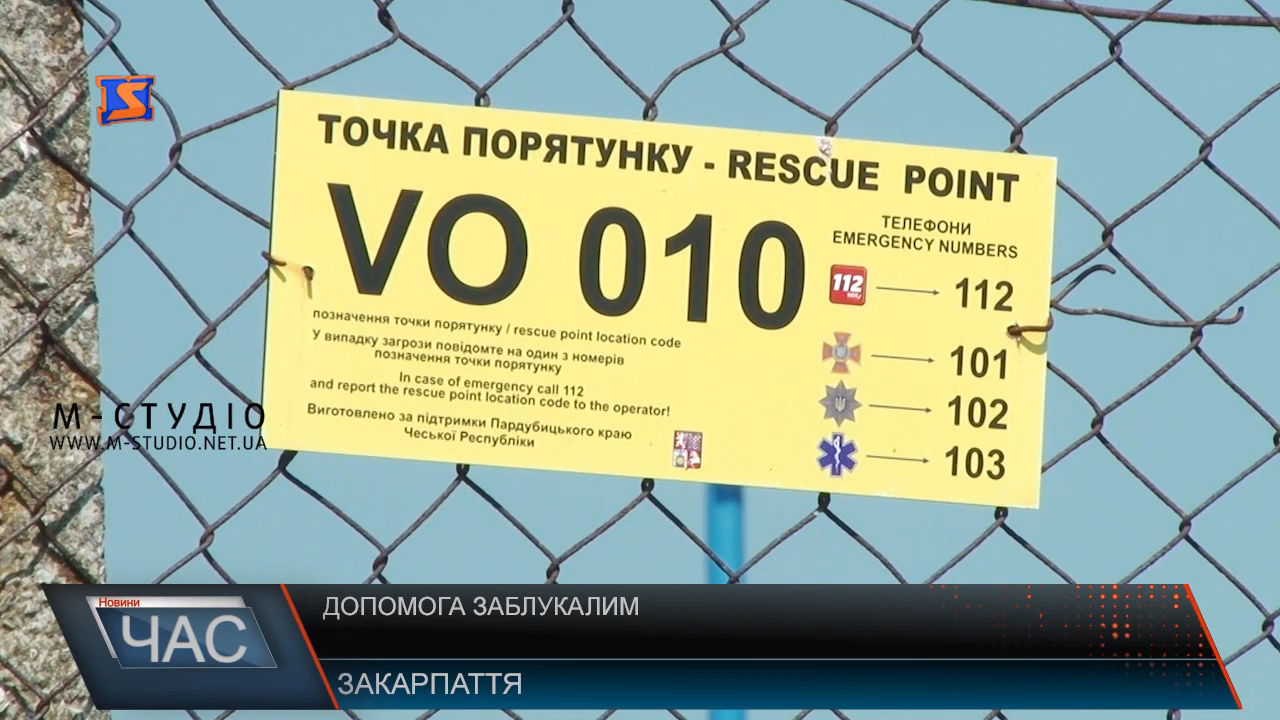 S
ТОЧКА ПОРЯТУНКУ - RESCUE POINT
VO 010
ТЕЛЕФОНИ
EMERGENCY NUMBERS
112
112
101
102
103
позначення точки порятунку / rescue point location code
У випадку загрози повідомте на один з номерів
позначення точки порятунку
In case of emergency call 112
and report the rescue point location code to the operator!
Виготовлено за підтримки Пардубицького краю
Чеської Республіки
М-СТУДІО
WWW.M-STUDIO.NET.UA
Новини
ЧАС
ДОПОМОГА ЗАБЛУКАЛИМ
ЗАКАРПАТТЯ